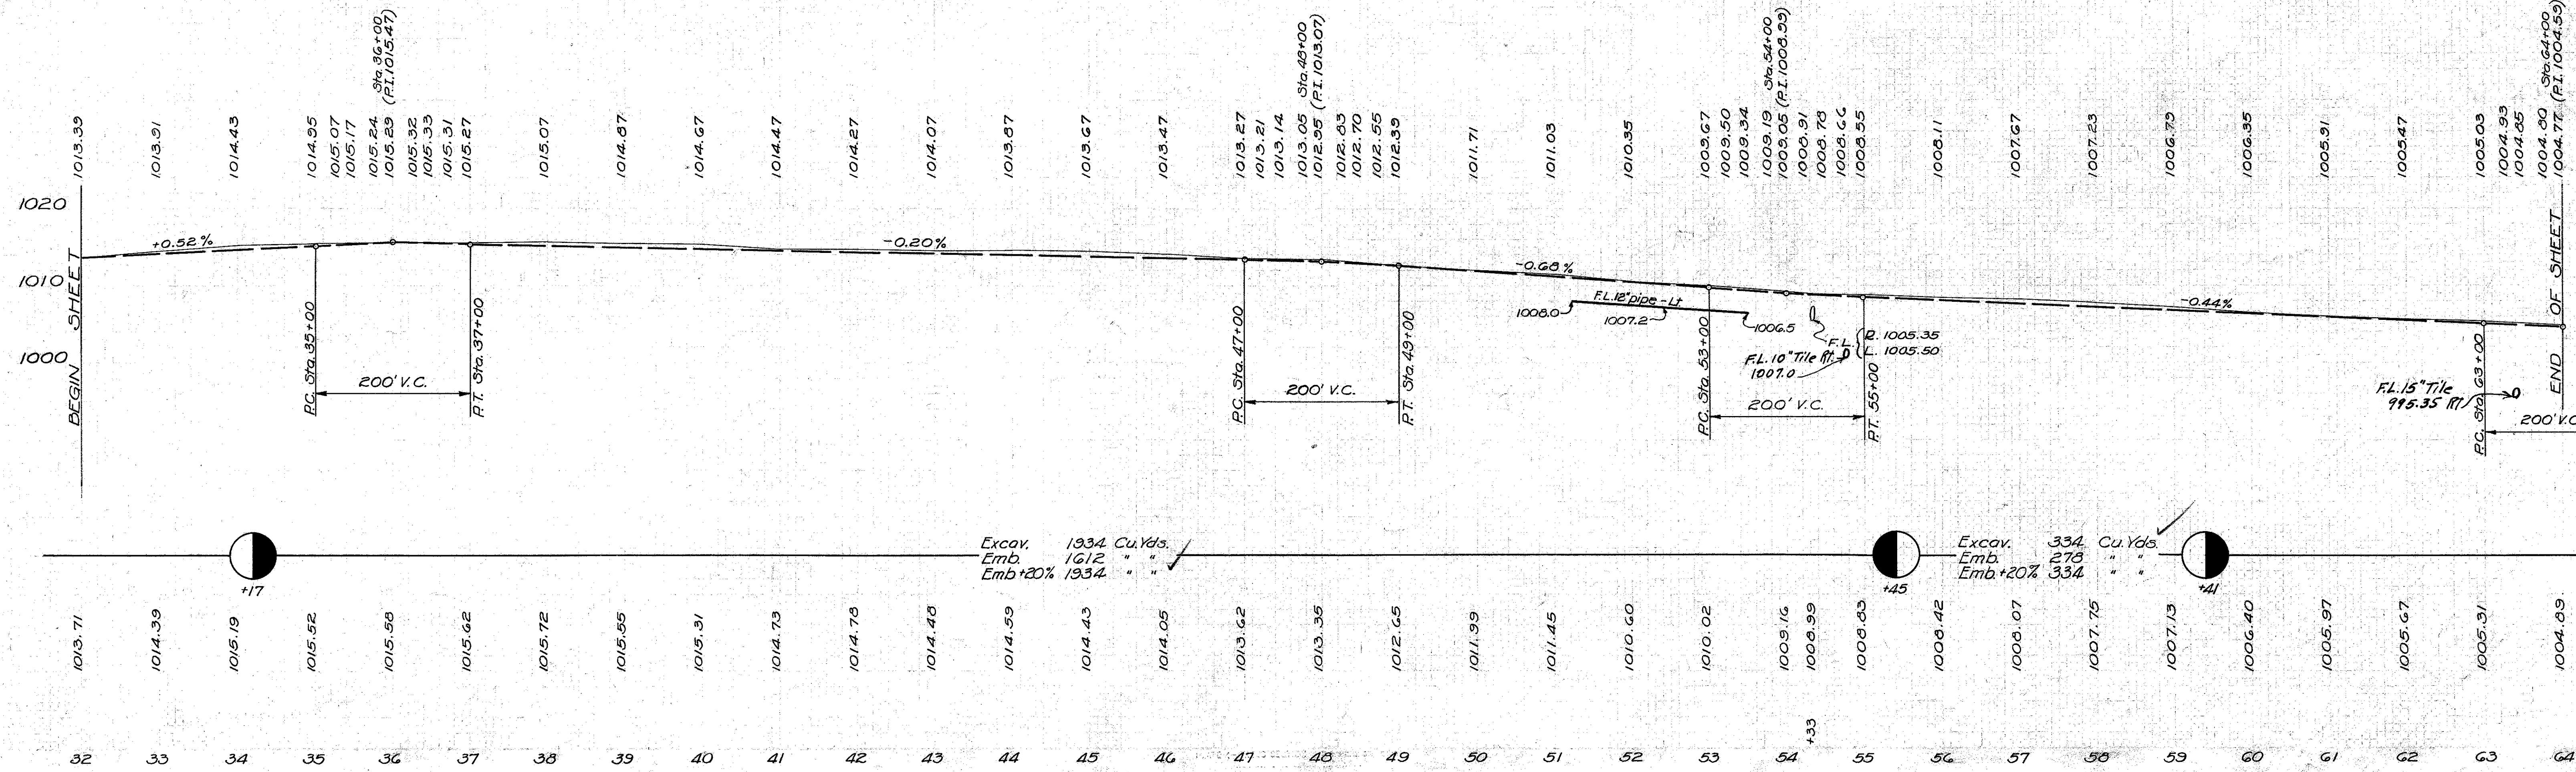 1013.39
1013.91
1014.43
1014.95
1015.07
1015.17
1015.24
1015.29 (P.I. 1015.47)
Sta. 36+00
1015.32
1015.33
1015.31
1015.27
1015.07
1014.87
1014.67
1014.47
1014.27
1014.07
1013.87
1013.67
1013.47
1013.27
1013.21
1013.14
1013.05 Sta. 48+00
1012.95 (P.I. 1013.07)
1012.83
1012.70
1012.55
1012.39
1011.71
1011.03
1010.35
1009.67
1009.50
1009.34
1009.19 Sta. 54+00
1009.05 (P.I. 1008.99)
1008.91
1008.78
1008.66
1008.55
1008.11
1007.67
1007.23
1006.79
1006.35
1005.91
1005.47
1005.03
1004.93
1004.85
1004.80 Sta. 64+00
1004.77 (P.I. 1004.59)
1020
1010
1000
BEGIN SHEET
+0.52%
-0.20%
-0.68%
-0.44%
P.C. Sta. 35+00
200' V.C.
P.T. Sta. 37+00
P.C. Sta. 47+00
200' V.C.
P.T. Sta. 49+00
F.L. 12" pipe - Lt
1008.0
1007.2
1006.5
P.C. Sta. 53+00
200' V.C.
P.T. 55+00
F.L. { R. 1005.35
L. 1005.50
F.L. 10" Tile Rt.
1007.0
F.L. 15" Tile
995.35 RT
P.C. Sta. 63+00
200' V.C.
END OF SHEET
+17
Excav. 1934 Cu. Yds.
Emb. 1612 " "
Emb+20% 1934 " "
+45
Excav. 334 Cu. Yds.
Emb. 278 " "
Emb.+20% 334 " "
+41
1013.71
1014.39
1015.19
1015.52
1015.58
1015.62
1015.72
1015.55
1015.31
1014.73
1014.78
1014.48
1014.59
1014.43
1014.05
1013.62
1013.35
1012.65
1011.99
1011.45
1010.60
1010.02
1009.16
1008.99
1008.83
1008.42
1008.07
1007.75
1007.13
1006.40
1005.97
1005.67
1005.31
1004.89
+33
32 33 34 35 36 37 38 39 40 41 42 43 44 45 46 47 48 49 50 51 52 53 54 55 56 57 58 59 60 61 62 63 64